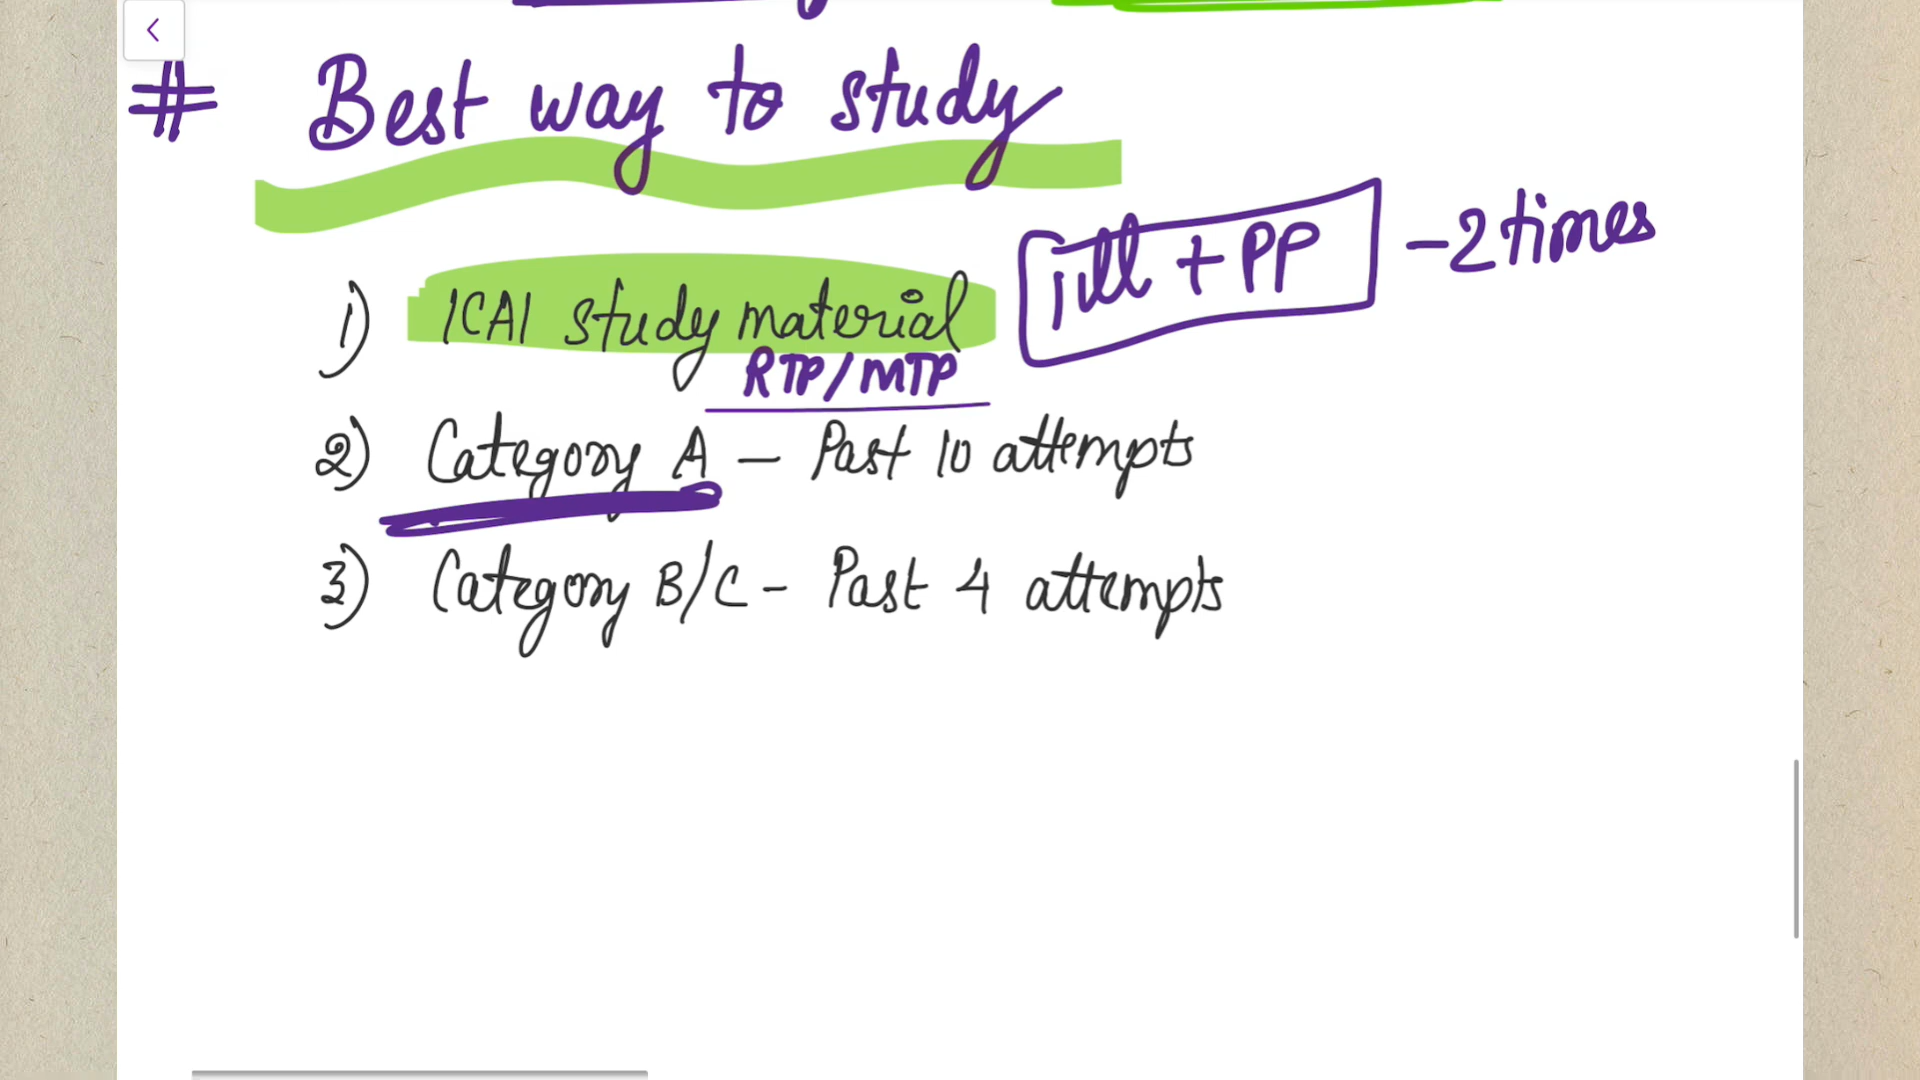 # Best way to study
1) ICAI study material [ill + PP] - 2 times
RTP/MTP
2) Category A - Past 10 attempts
3) Category B/C - Past 4 attempts